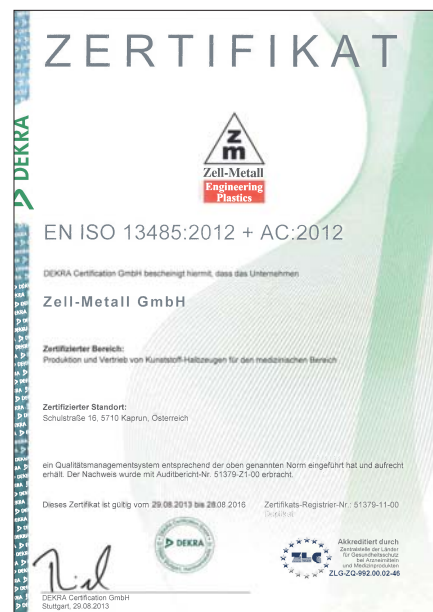 ZERTIFIKAT
DEKRA
zm
Zell-Metall
Engineering
Plastics
EN ISO 13485:2012 + AC:2012
DEKRA Certification GmbH bescheinigt hiermit, dass das Unternehmen
Zell-Metall GmbH
Zertifizierter Bereich:
Produktion und Vertrieb von Kunststoff-Halbzeugen für den medizinischen Bereich
Zertifizierter Standort:
Schulstraße 16, 5710 Kaprun, Österreich
ein Qualitätsmanagementsystem entsprechend der oben genannten Norm eingeführt hat und aufrecht
erhält. Der Nachweis wurde mit Auditbericht-Nr. 51379-Z1-00 erbracht.
Dieses Zertifikat ist gültig vom 29.08.2013 bis 28.08.2016 Zertifikats-Registrier-Nr.: 51379-11-00
DEKRA
Akkreditiert durch
Zentralstelle der Länder
für Gesundheitsschutz
bei Arzneimitteln
und Medizinprodukten
ZLG
ZLG-ZQ-992.00.02-46
DEKRA Certification GmbH
Stuttgart, 29.08.2013